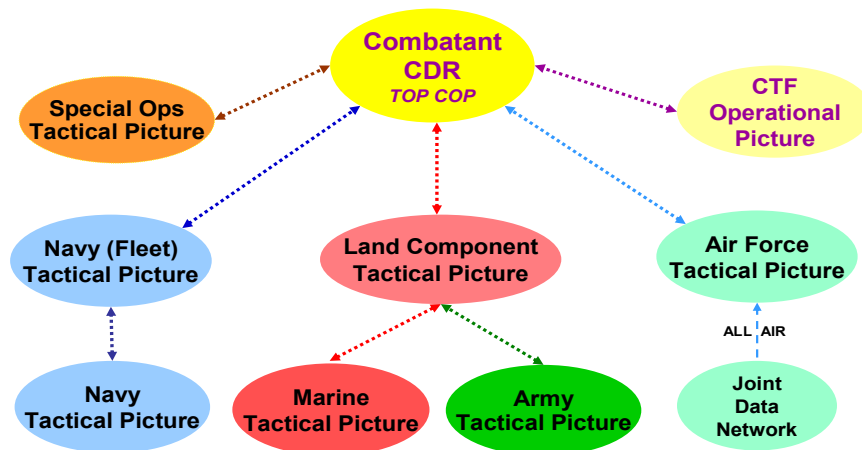 Combatant
CDR
TOP COP
Special Ops
Tactical Picture
CTF
Operational
Picture
Navy (Fleet)
Tactical Picture
Land Component
Tactical Picture
Air Force
Tactical Picture
ALL AIR
Navy
Tactical Picture
Marine
Tactical Picture
Army
Tactical Picture
Joint
Data
Network